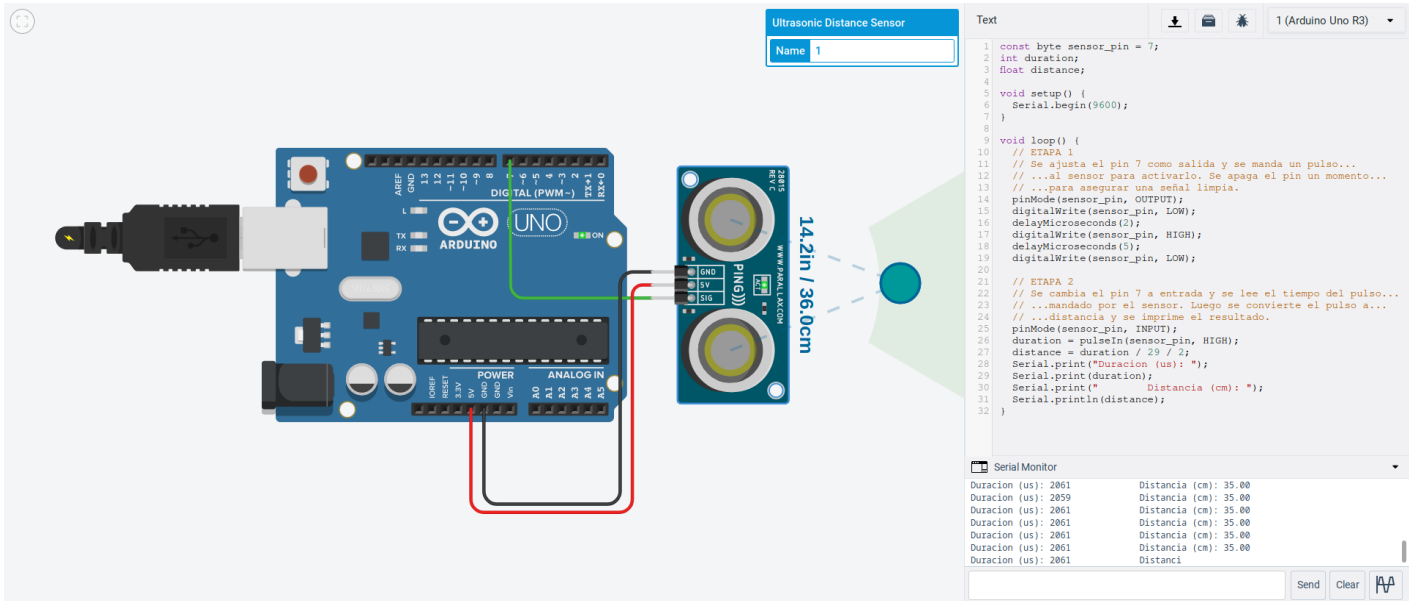 Ultrasonic Distance Sensor
Name 1
AREF
GND
13
12
~11
~10
~9
8
7
~6
~5
4
~3
2
TX→1
RX←0
DIGITAL (PWM~)
L
TX
RX
ARDUINO
UNO
ON
POWER
ANALOG IN
IOREF
RESET
3.3V
5V
GND
GND
Vin
A0
A1
A2
A3
A4
A5
28015
REV C
GND
5V
SIG
PING)))
ACT
WWW.PARALLAX.COM
14.2in / 36.0cm
Text
1 (Arduino Uno R3)
1 const byte sensor_pin = 7;
2 int duration;
3 float distance;
4
5 void setup() {
6   Serial.begin(9600);
7 }
8
9 void loop() {
10   // ETAPA 1
11   // Se ajusta el pin 7 como salida y se manda un pulso...
12   // ...al sensor para activarlo. Se apaga el pin un momento...
13   // ...para asegurar una señal limpia.
14   pinMode(sensor_pin, OUTPUT);
15   digitalWrite(sensor_pin, LOW);
16   delayMicroseconds(2);
17   digitalWrite(sensor_pin, HIGH);
18   delayMicroseconds(5);
19   digitalWrite(sensor_pin, LOW);
20
21   // ETAPA 2
22   // Se cambia el pin 7 a entrada y se lee el tiempo del pulso...
23   // ...mandado por el sensor. Luego se convierte el pulso a...
24   // ...distancia y se imprime el resultado.
25   pinMode(sensor_pin, INPUT);
26   duration = pulseIn(sensor_pin, HIGH);
27   distance = duration / 29 / 2;
28   Serial.print("Duracion (us): ");
29   Serial.print(duration);
30   Serial.print("        Distancia (cm): ");
31   Serial.println(distance);
32 }
Serial Monitor
Duracion (us): 2061 Distancia (cm): 35.00
Duracion (us): 2059 Distancia (cm): 35.00
Duracion (us): 2061 Distancia (cm): 35.00
Duracion (us): 2061 Distancia (cm): 35.00
Duracion (us): 2061 Distancia (cm): 35.00
Duracion (us): 2061 Distancia (cm): 35.00
Duracion (us): 2061 Distanci
Send
Clear